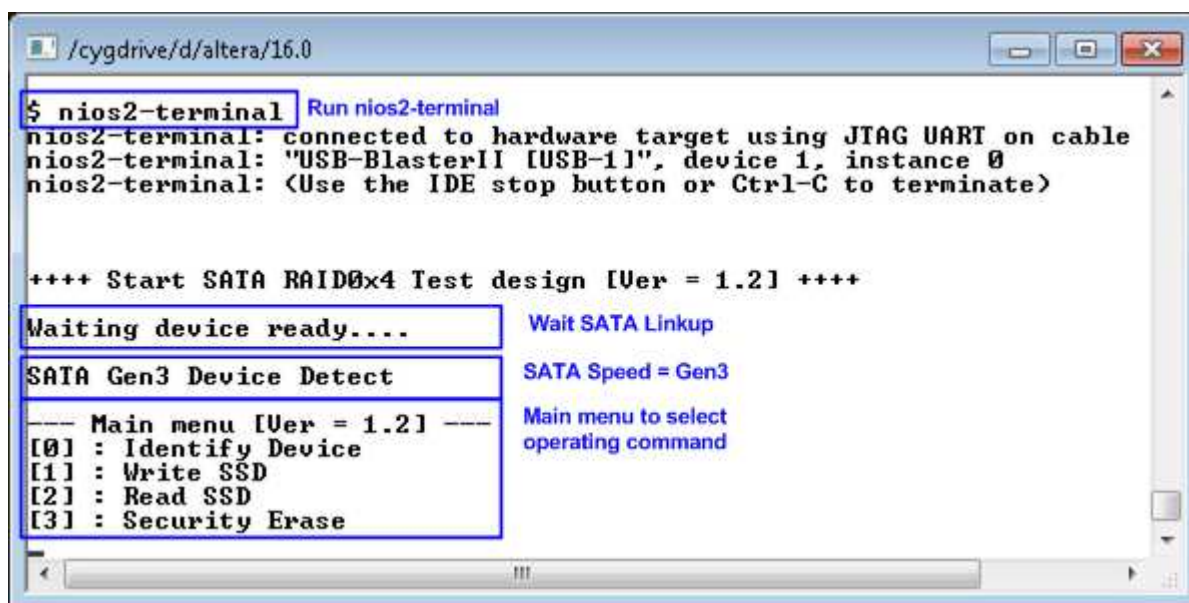 /cygdrive/d/altera/16.0
$ nios2-terminal Run nios2-terminal
nios2-terminal: connected to hardware target using JTAG UART on cable
nios2-terminal: "USB-BlasterII [USB-1]", device 1, instance 0
nios2-terminal: (Use the IDE stop button or Ctrl-C to terminate)
++++ Start SATA RAID0x4 Test design [Ver = 1.2] ++++
Waiting device ready.... Wait SATA Linkup
SATA Gen3 Device Detect SATA Speed = Gen3
--- Main menu [Ver = 1.2] --- Main menu to select
[0] : Identify Device operating command
[1] : Write SSD
[2] : Read SSD
[3] : Security Erase